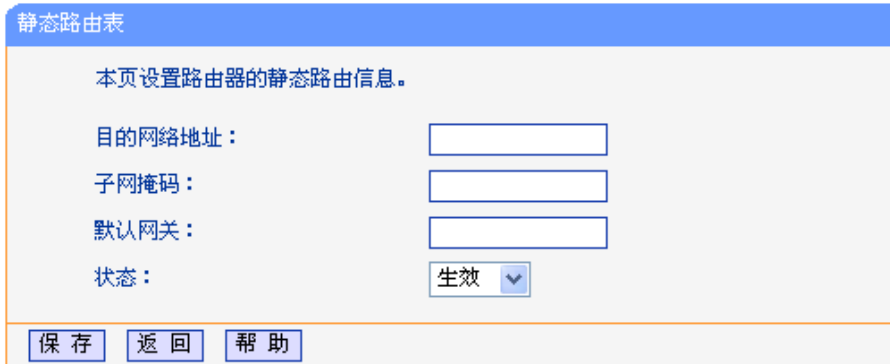 静态路由表
本页设置路由器的静态路由信息。
目的网络地址：
子网掩码：
默认网关：
状态： 生效
保 存 返 回 帮 助